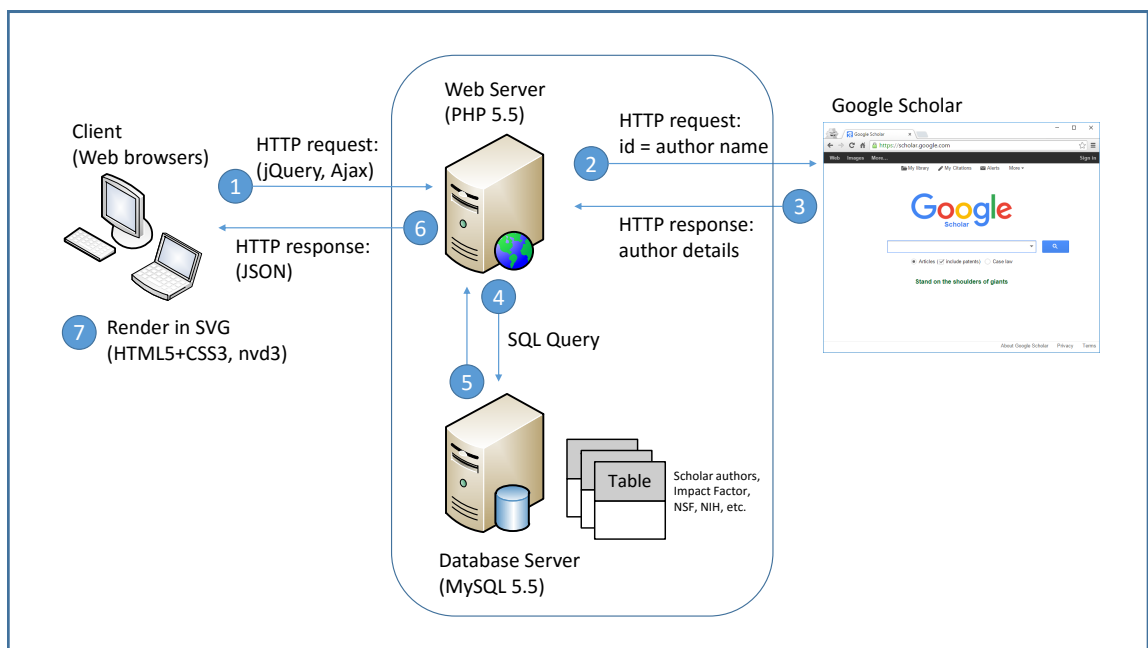 Web Server
(PHP 5.5)
Google Scholar
Client
(Web browsers)
HTTP request:
(jQuery, Ajax)
1
HTTP request:
id = author name
2
Google Scholar
https://scholar.google.com
Web Images More...
Sign in
My library My Citations Alerts More
Google
Scholar
Articles (include patents) Case law
Stand on the shoulders of giants
About Google Scholar Privacy Terms
3
HTTP response:
author details
6
HTTP response:
(JSON)
4
SQL Query
7
Render in SVG
(HTML5+CSS3, nvd3)
5
Table
Scholar authors,
Impact Factor,
NSF, NIH, etc.
Database Server
(MySQL 5.5)